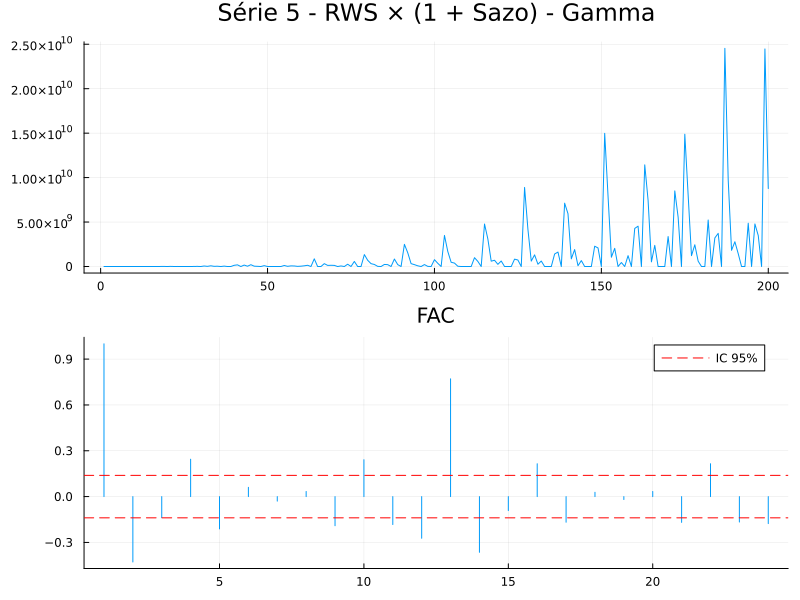 Série 5 - RWS × (1 + Sazo) - Gamma
2.50×10¹⁰
2.00×10¹⁰
1.50×10¹⁰
1.00×10¹⁰
5.00×10⁹
0
0 50 100 150 200
FAC
0.9
0.6
0.3
0.0
−0.3
IC 95%
5 10 15 20